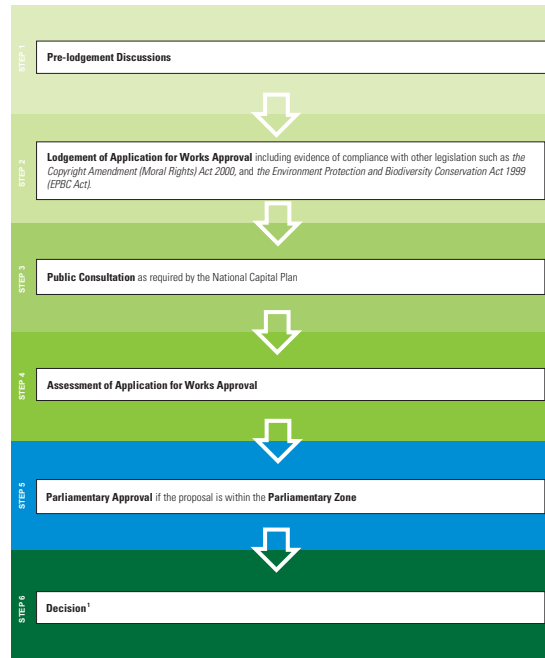 STEP 1
Pre-lodgement Discussions
STEP 2
Lodgement of Application for Works Approval including evidence of compliance with other legislation such as the
Copyright Amendment (Moral Rights) Act 2000, and the Environment Protection and Biodiversity Conservation Act 1999
(EPBC Act).
STEP 3
Public Consultation as required by the National Capital Plan
STEP 4
Assessment of Application for Works Approval
STEP 5
Parliamentary Approval if the proposal is within the Parliamentary Zone
STEP 6
Decision¹